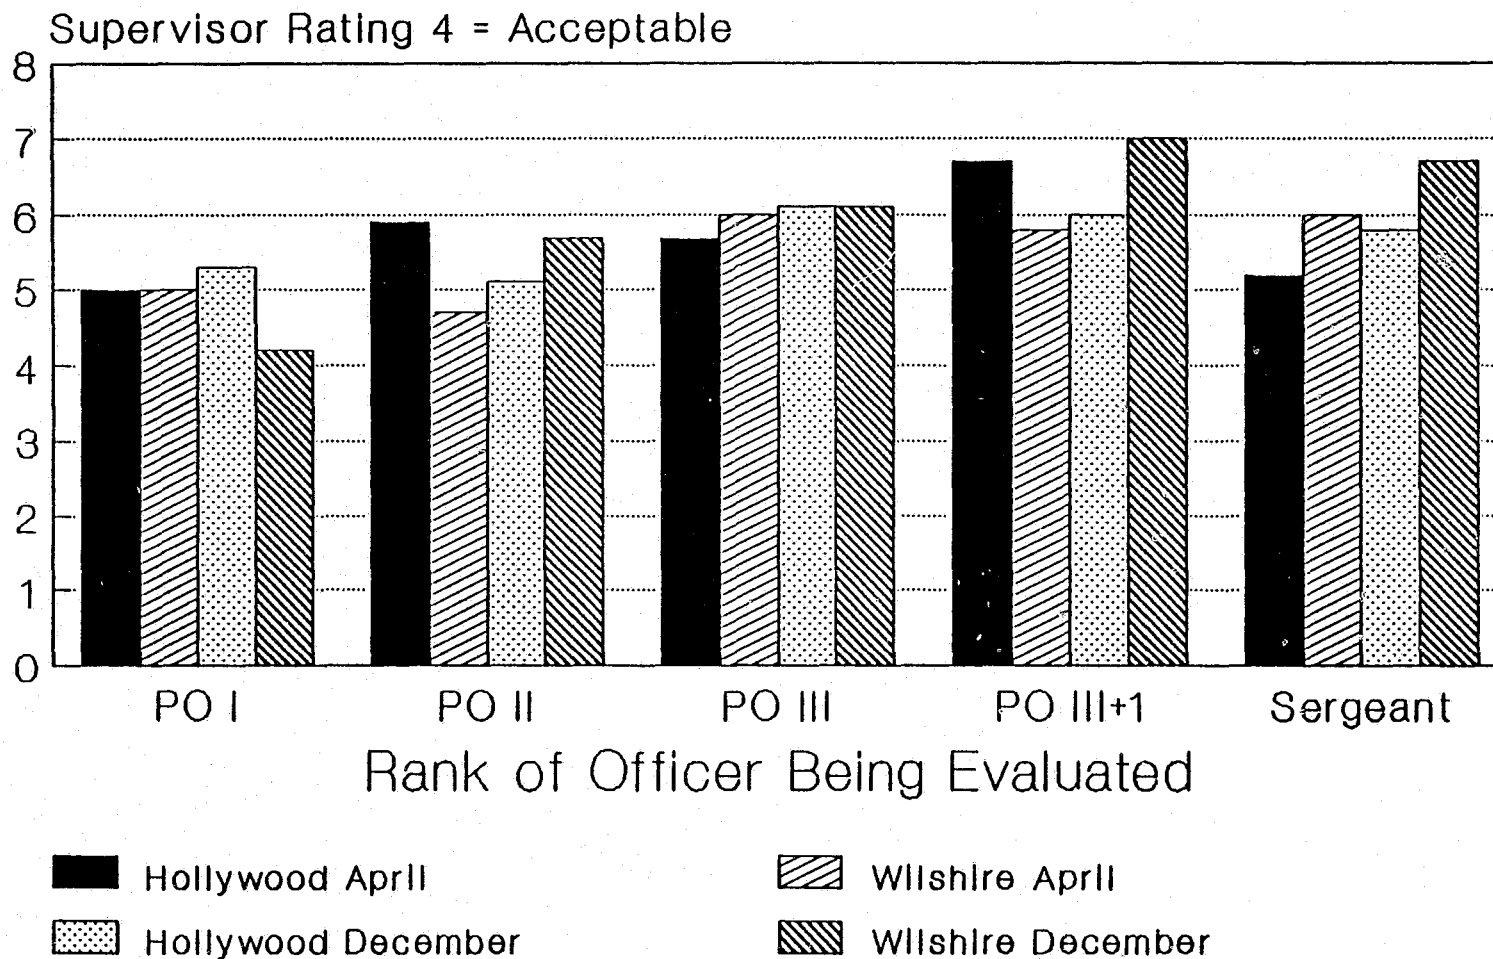 Supervisor Rating 4 = Acceptable
8
7
6
5
4
3
2
1
0
PO I
PO II
PO III
PO III+1
Sergeant
Rank of Officer Being Evaluated
Hollywood April
Wilshire April
Hollywood December
Wilshire December